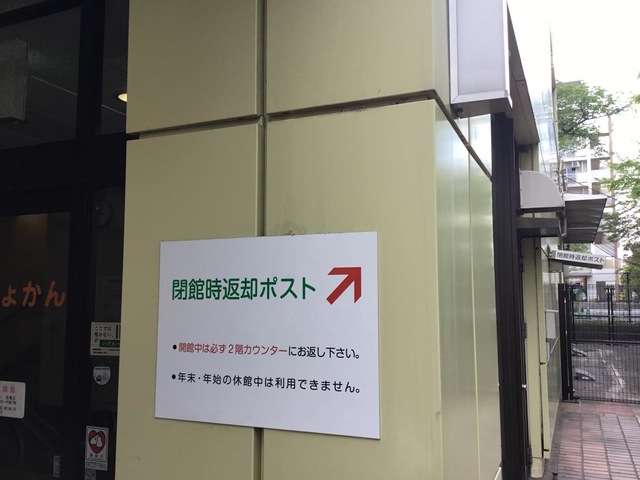 閉館時返却ポスト
●開館中は必ず2階カウンターにお返し下さい。
●年末・年始の休館中は利用できません。
閉館時返却ポスト
ょかん